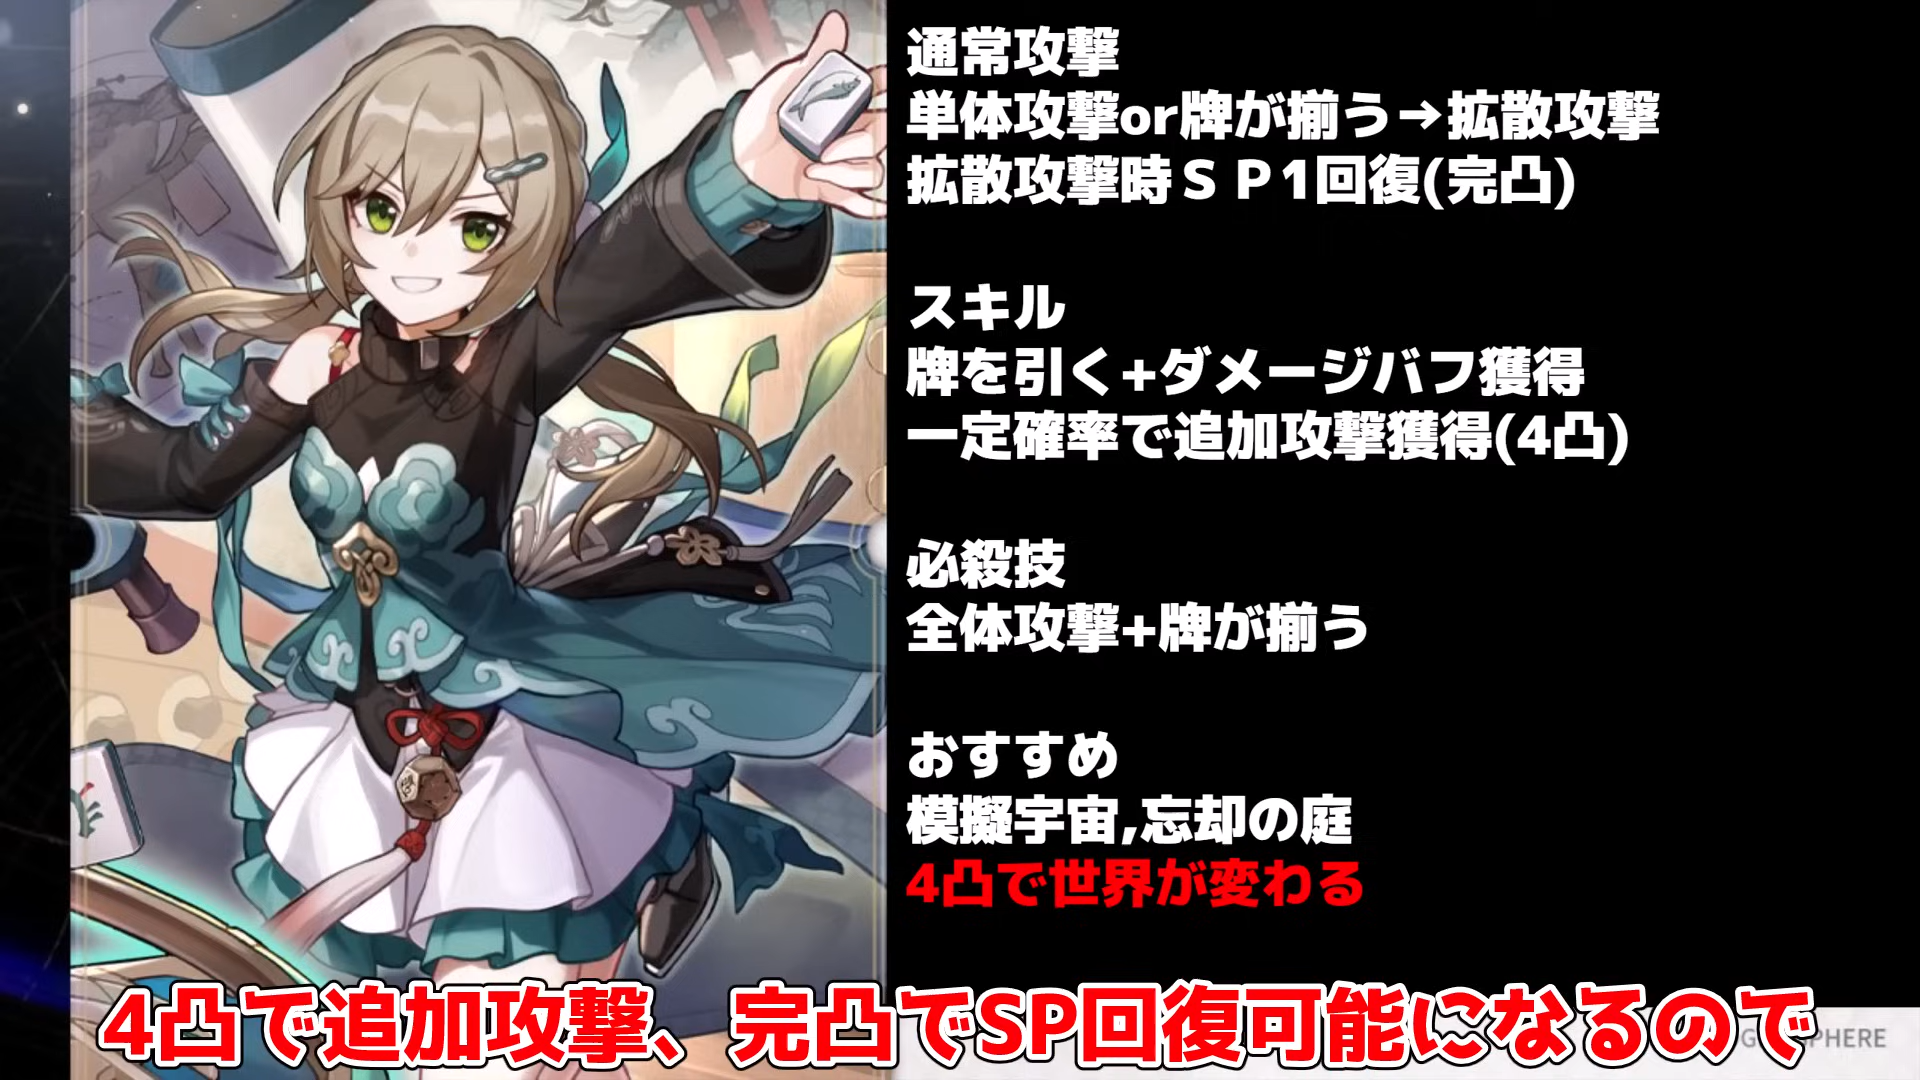 通常攻撃
単体攻撃or牌が揃う→拡散攻撃
拡散攻撃時ＳＰ1回復(完凸)
スキル
牌を引く+ダメージバフ獲得
一定確率で追加攻撃獲得(4凸)
必殺技
全体攻撃+牌が揃う
おすすめ
模擬宇宙,忘却の庭
4凸で世界が変わる
4凸で追加攻撃、完凸でSP回復可能になるので